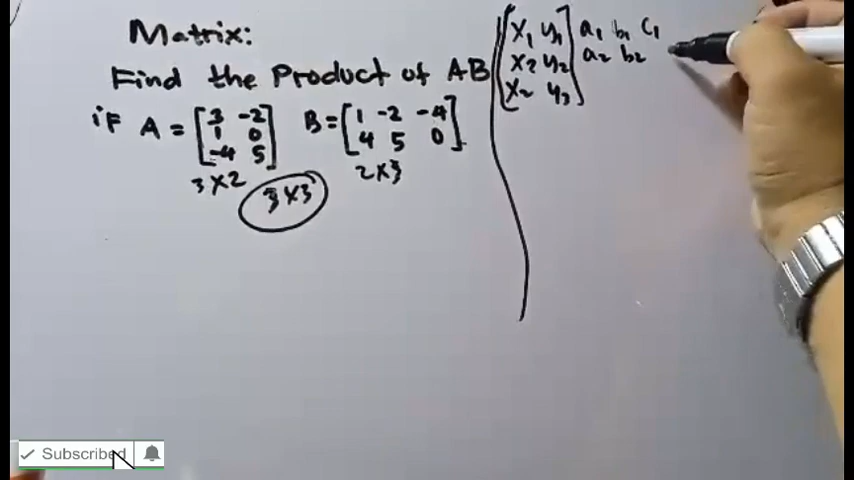 Matrix:
Find the Product of AB
if A = [3 -2
1 0
-4 5]
3x2
B = [1 -2 -4
4 5 0]
2x3
3x3
[x1 y1
x2 y2
x2 y3]
a1 b1 c1
a2 b2
Subscribed